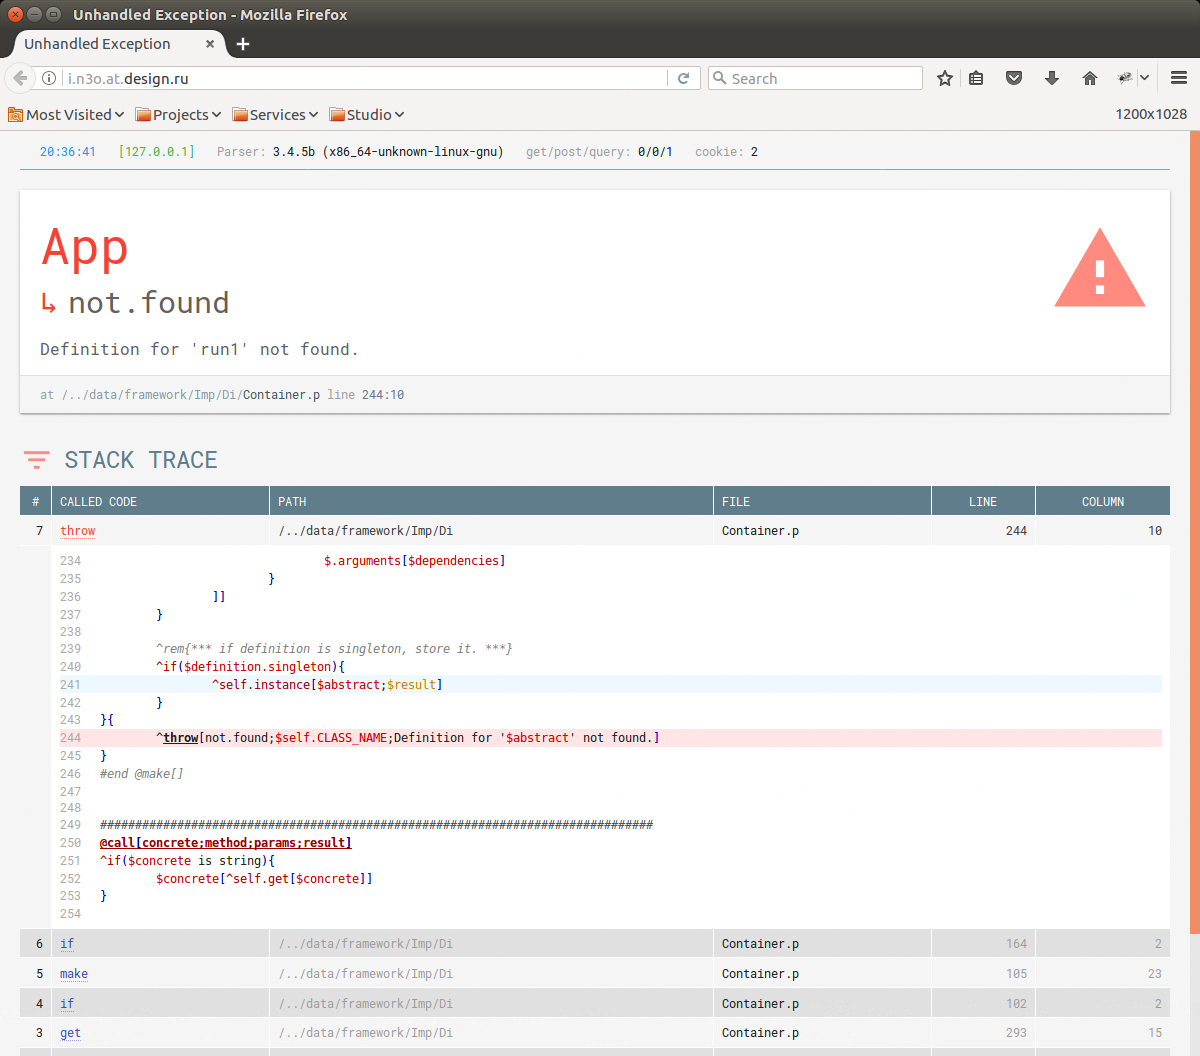 Unhandled Exception - Mozilla Firefox
Unhandled Exception × +
i.n3o.at.design.ru Search
Most Visited Projects Services Studio 1200x1028
20:36:41 [127.0.0.1] Parser: 3.4.5b (x86_64-unknown-linux-gnu) get/post/query: 0/0/1 cookie: 2
App
↳ not.found
Definition for 'run1' not found.
at /../data/framework/Imp/Di/Container.p line 244:10
STACK TRACE
# CALLED CODE PATH FILE LINE COLUMN
7 throw /../data/framework/Imp/Di Container.p 244 10
234 $.arguments[$dependencies]
235 }
236 ]]
237 }
238
239 ^rem{*** if definition is singleton, store it. ***}
240 ^if($definition.singleton){
241 ^self.instance[$abstract;$result]
242 }
243 }{
244 ^throw[not.found;$self.CLASS_NAME;Definition for '$abstract' not found.]
245 }
246 #end @make[]
247
248
249 ###############################################################################
250 @call[concrete;method;params;result]
251 ^if($concrete is string){
252 $concrete[^self.get[$concrete]]
253 }
254
6 if /../data/framework/Imp/Di Container.p 164 2
5 make /../data/framework/Imp/Di Container.p 105 23
4 if /../data/framework/Imp/Di Container.p 102 2
3 get /../data/framework/Imp/Di Container.p 293 15